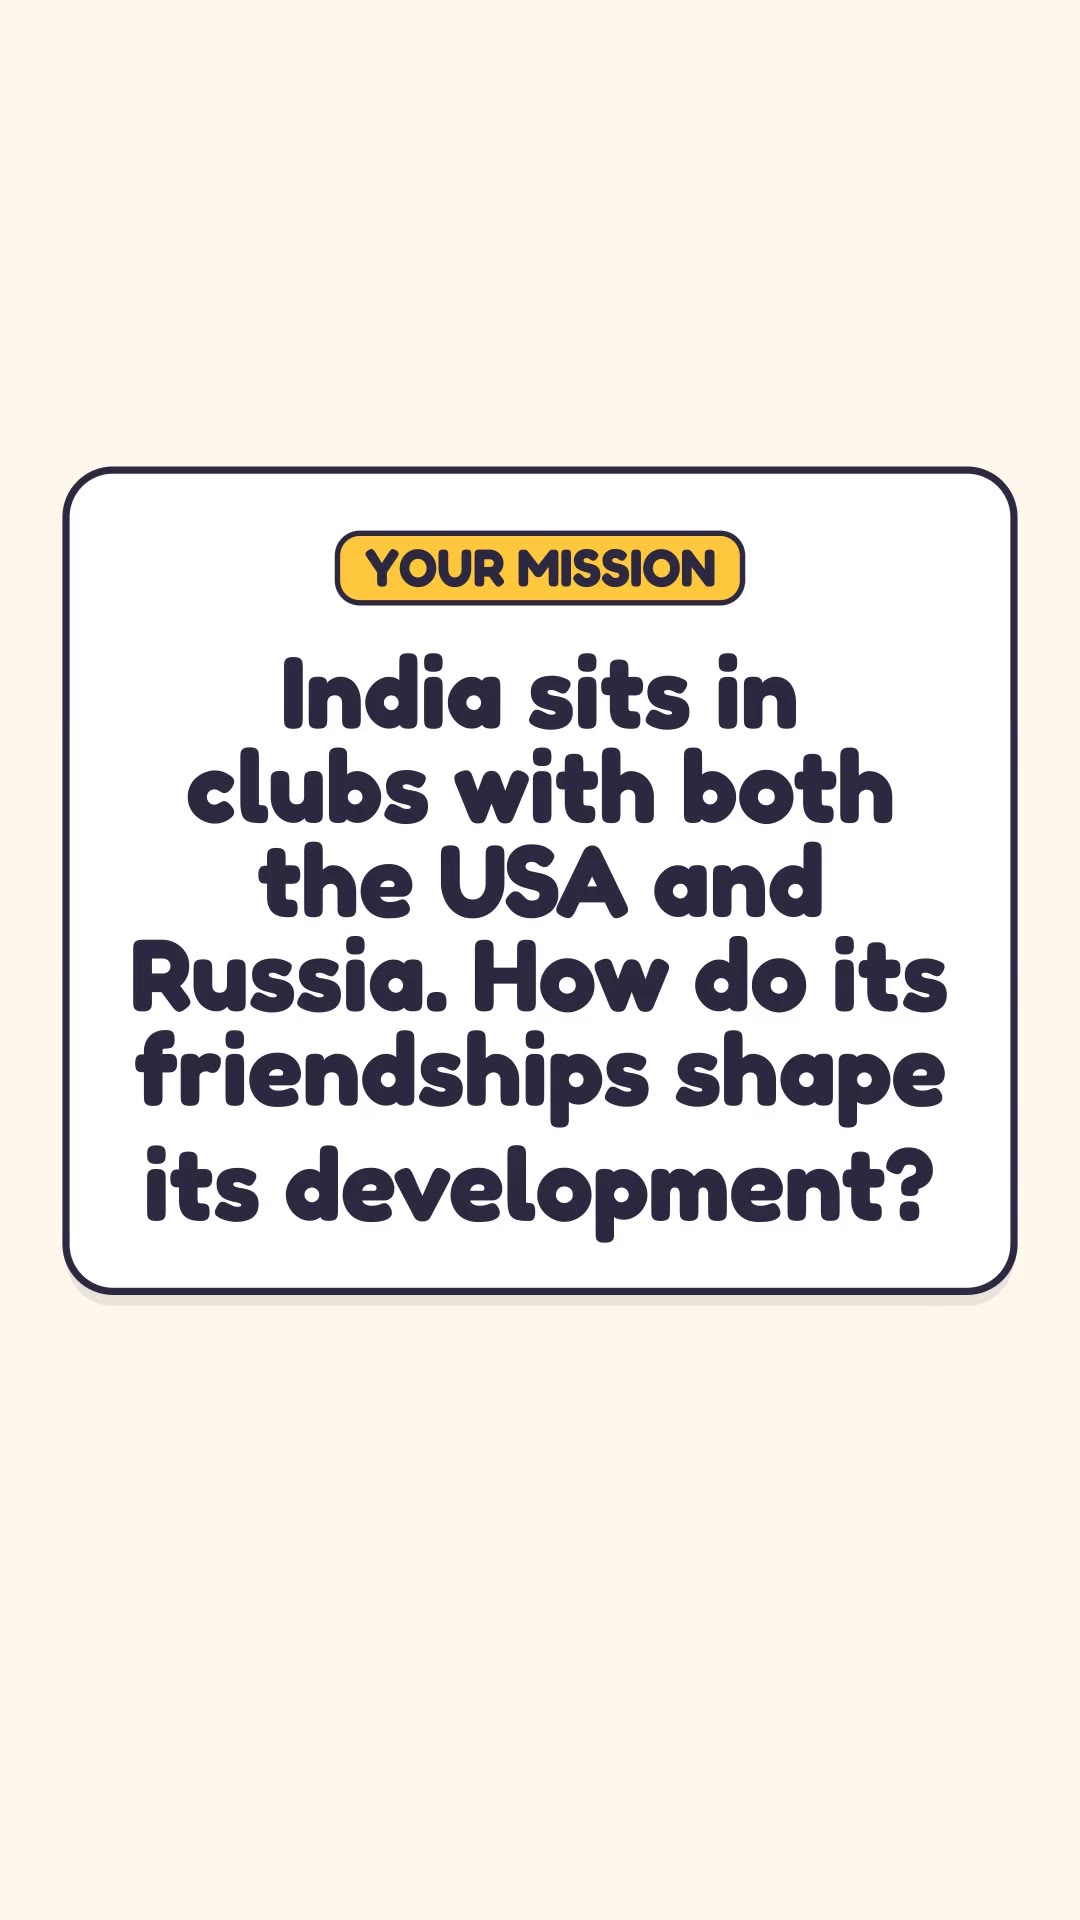 YOUR MISSION
India sits in
clubs with both
the USA and
Russia. How do its
friendships shape
its development?